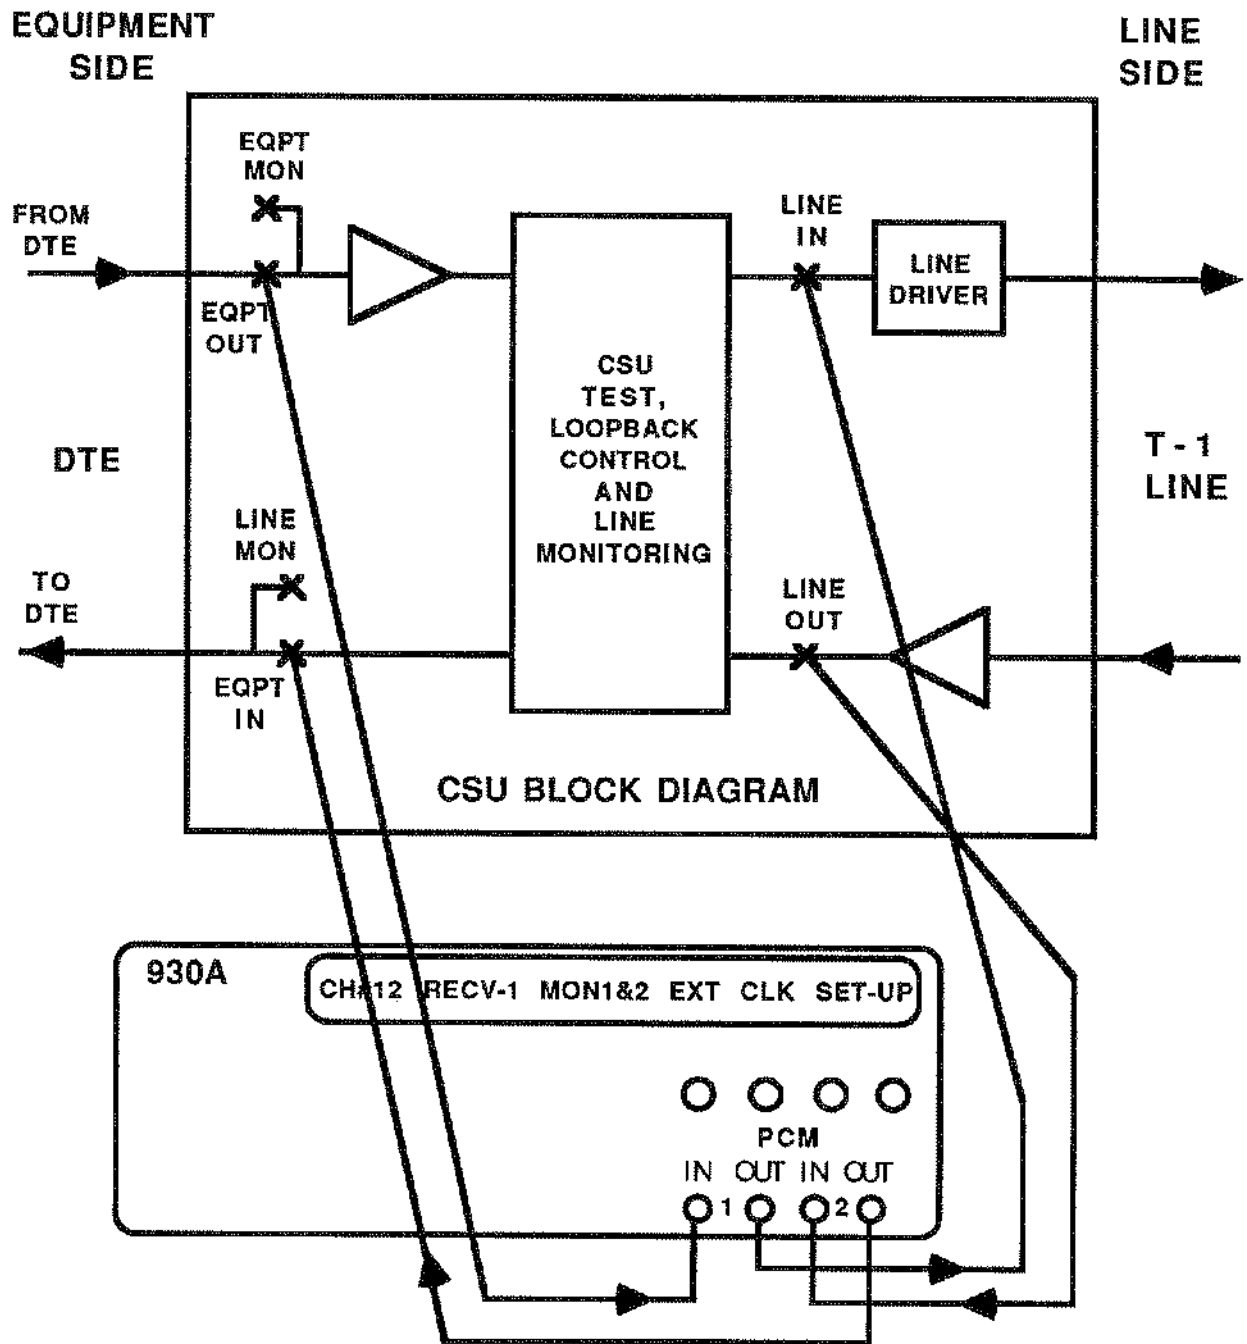 EQUIPMENT
SIDE
LINE
SIDE
EQPT
MON
FROM
DTE
EQPT
OUT
LINE
IN
LINE
DRIVER
CSU
TEST,
LOOPBACK
CONTROL
AND
LINE
MONITORING
DTE
T-1
LINE
LINE
MON
TO
DTE
EQPT
IN
LINE
OUT
CSU BLOCK DIAGRAM
930A
CH#12 RECV-1 MON1&2 EXT CLK SET-UP
PCM
IN OUT IN OUT
1 2